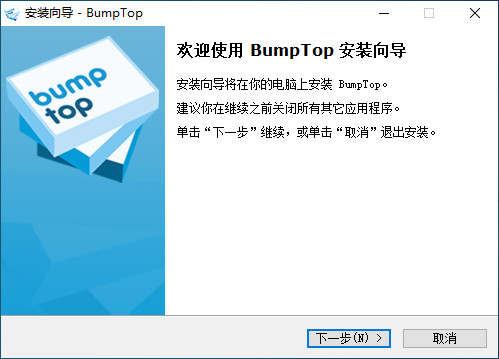 安装向导 - BumpTop
bump
top
欢迎使用 BumpTop 安装向导
安装向导将在你的电脑上安装 BumpTop。
建议你在继续之前关闭所有其它应用程序。
单击“下一步”继续，或单击“取消”退出安装。
下一步(N) >
取消